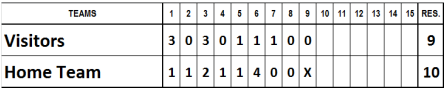 TEAMS 1 2 3 4 5 6 7 8 9 10 11 12 13 14 15 RES.
Visitors 3 0 3 0 1 1 1 0 0 9
Home Team 1 1 2 1 1 4 0 0 X 10